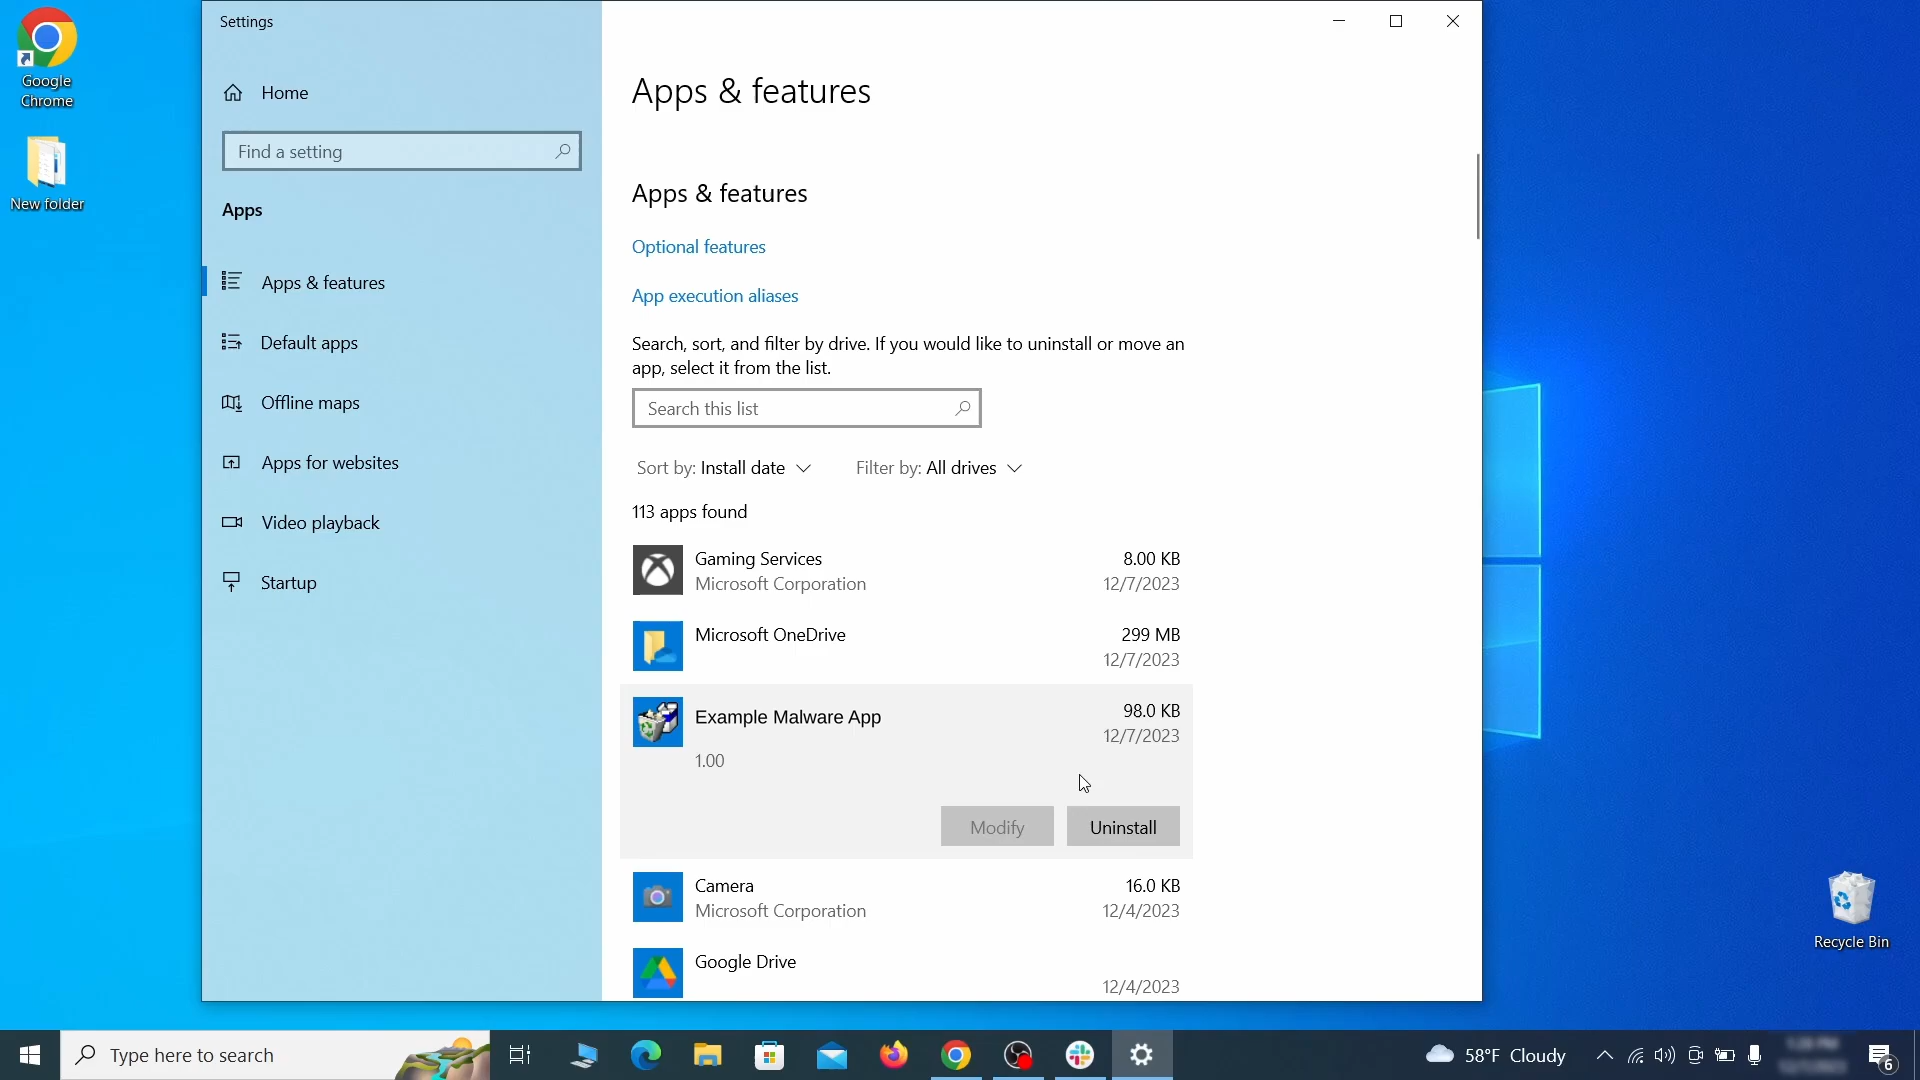 Google
Chrome
New folder
Settings
Home
Find a setting
Apps
Apps & features
Default apps
Offline maps
Apps for websites
Video playback
Startup
Apps & features
Apps & features
Optional features
App execution aliases
Search, sort, and filter by drive. If you would like to uninstall or move an
app, select it from the list.
Search this list
Sort by: Install date Filter by: All drives
113 apps found
Gaming Services 8.00 KB
Microsoft Corporation 12/7/2023
Microsoft OneDrive 299 MB
12/7/2023
Example Malware App 98.0 KB
12/7/2023
1.00
Modify Uninstall
Camera 16.0 KB
Microsoft Corporation 12/4/2023
Google Drive
12/4/2023
Recycle Bin
Type here to search
58°F Cloudy
6